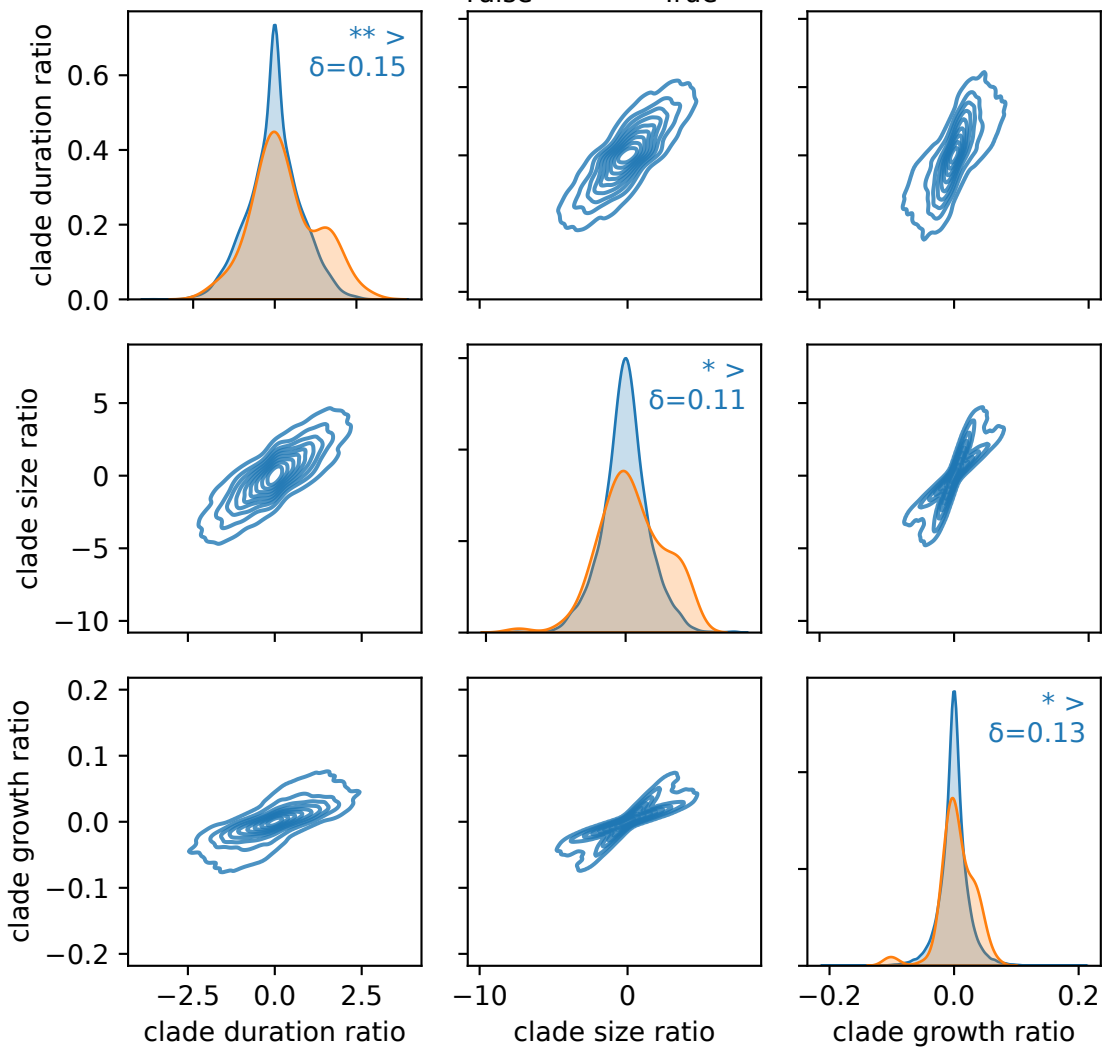 True
clade duration ratio
0.6
0.4
0.2
0.0
** >
δ=0.15
clade size ratio
5
0
−5
−10
* >
δ=0.11
clade growth ratio
0.2
0.1
0.0
−0.1
−0.2
* >
δ=0.13
−2.5 0.0 2.5
−10 0
−0.2 0.0 0.2
clade duration ratio
clade size ratio
clade growth ratio